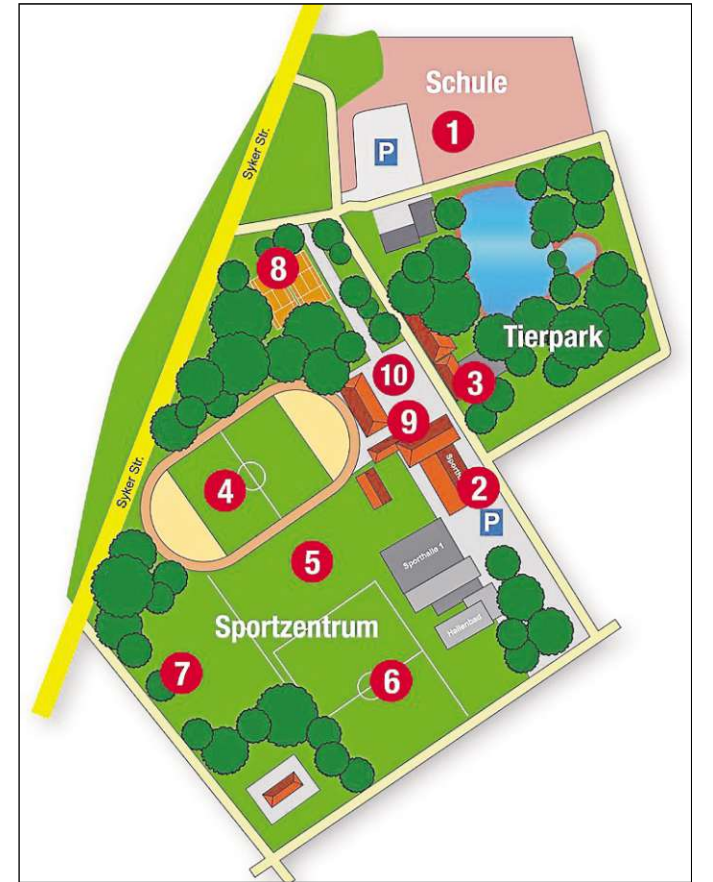 Schule
1
P
Syker Str.
8
Tierpark
10
3
9
4
2
Sporth
P
5
Sporthalle 1
Sportzentrum
Hallenbad
Syker Str.
7
6